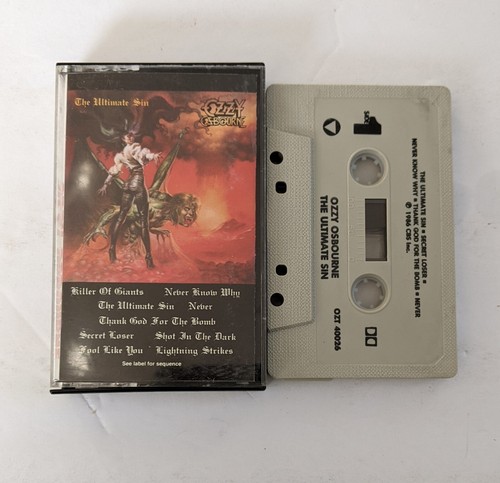 The Ultimate Sin
OZZY
OSBOURNE
Killer Of Giants Never Know Why
The Ultimate Sin Never
Thank God For The Bomb
Secret Loser Shot In The Dark
Fool Like You Lightning Strikes
See label for sequence
SIDE 1
THE ULTIMATE SIN ■ SECRET LOSER ■
NEVER KNOW WHY ■ THANK GOD FOR THE BOMB ■ NEVER
℗ 1986 CBS Inc.
OZZY OSBOURNE
THE ULTIMATE SIN
OZT 40026